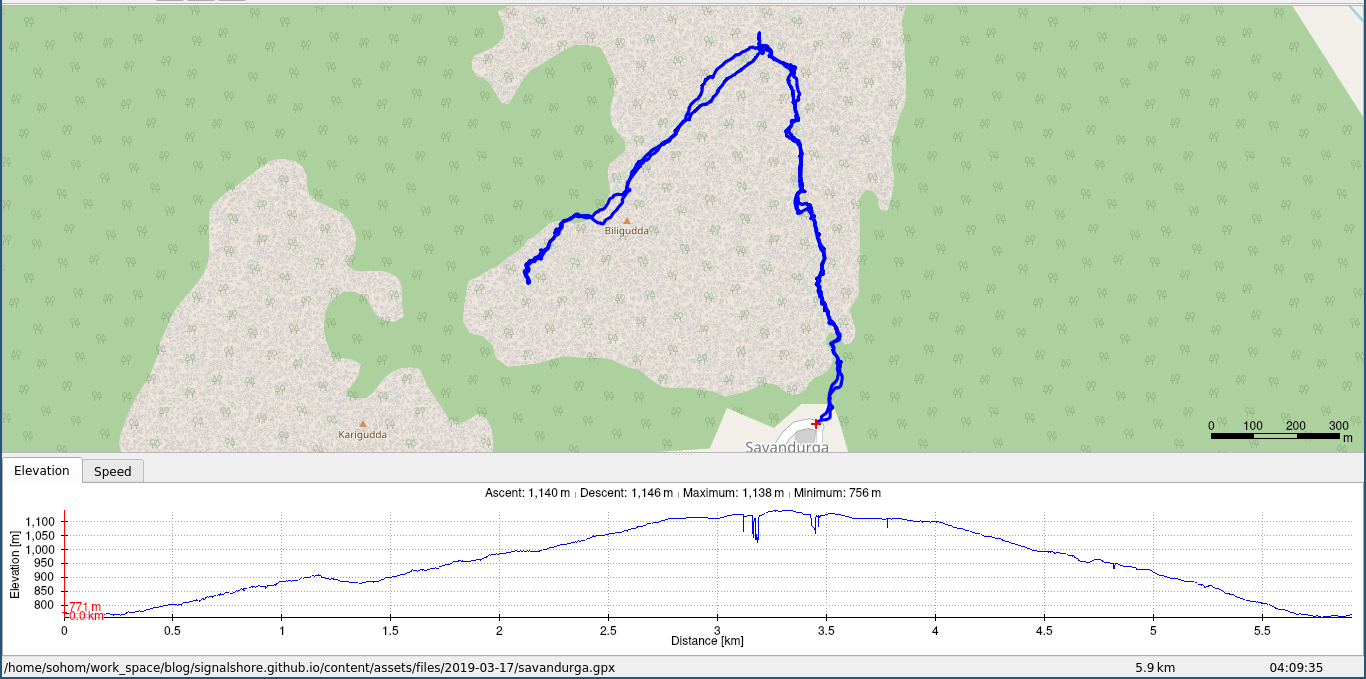 Biligudda
Karigudda
Savandurga
0 100 200 300
m
Elevation Speed
Ascent: 1,140 m | Descent: 1,146 m | Maximum: 1,138 m | Minimum: 756 m
Elevation [m]
1,100
1,050
1,000
950
900
850
800
771 m
0.0 km
0 0.5 1 1.5 2 2.5 3 3.5 4 4.5 5 5.5
Distance [km]
/home/sohom/work_space/blog/signalshore.github.io/content/assets/files/2019-03-17/savandurga.gpx 5.9 km 04:09:35